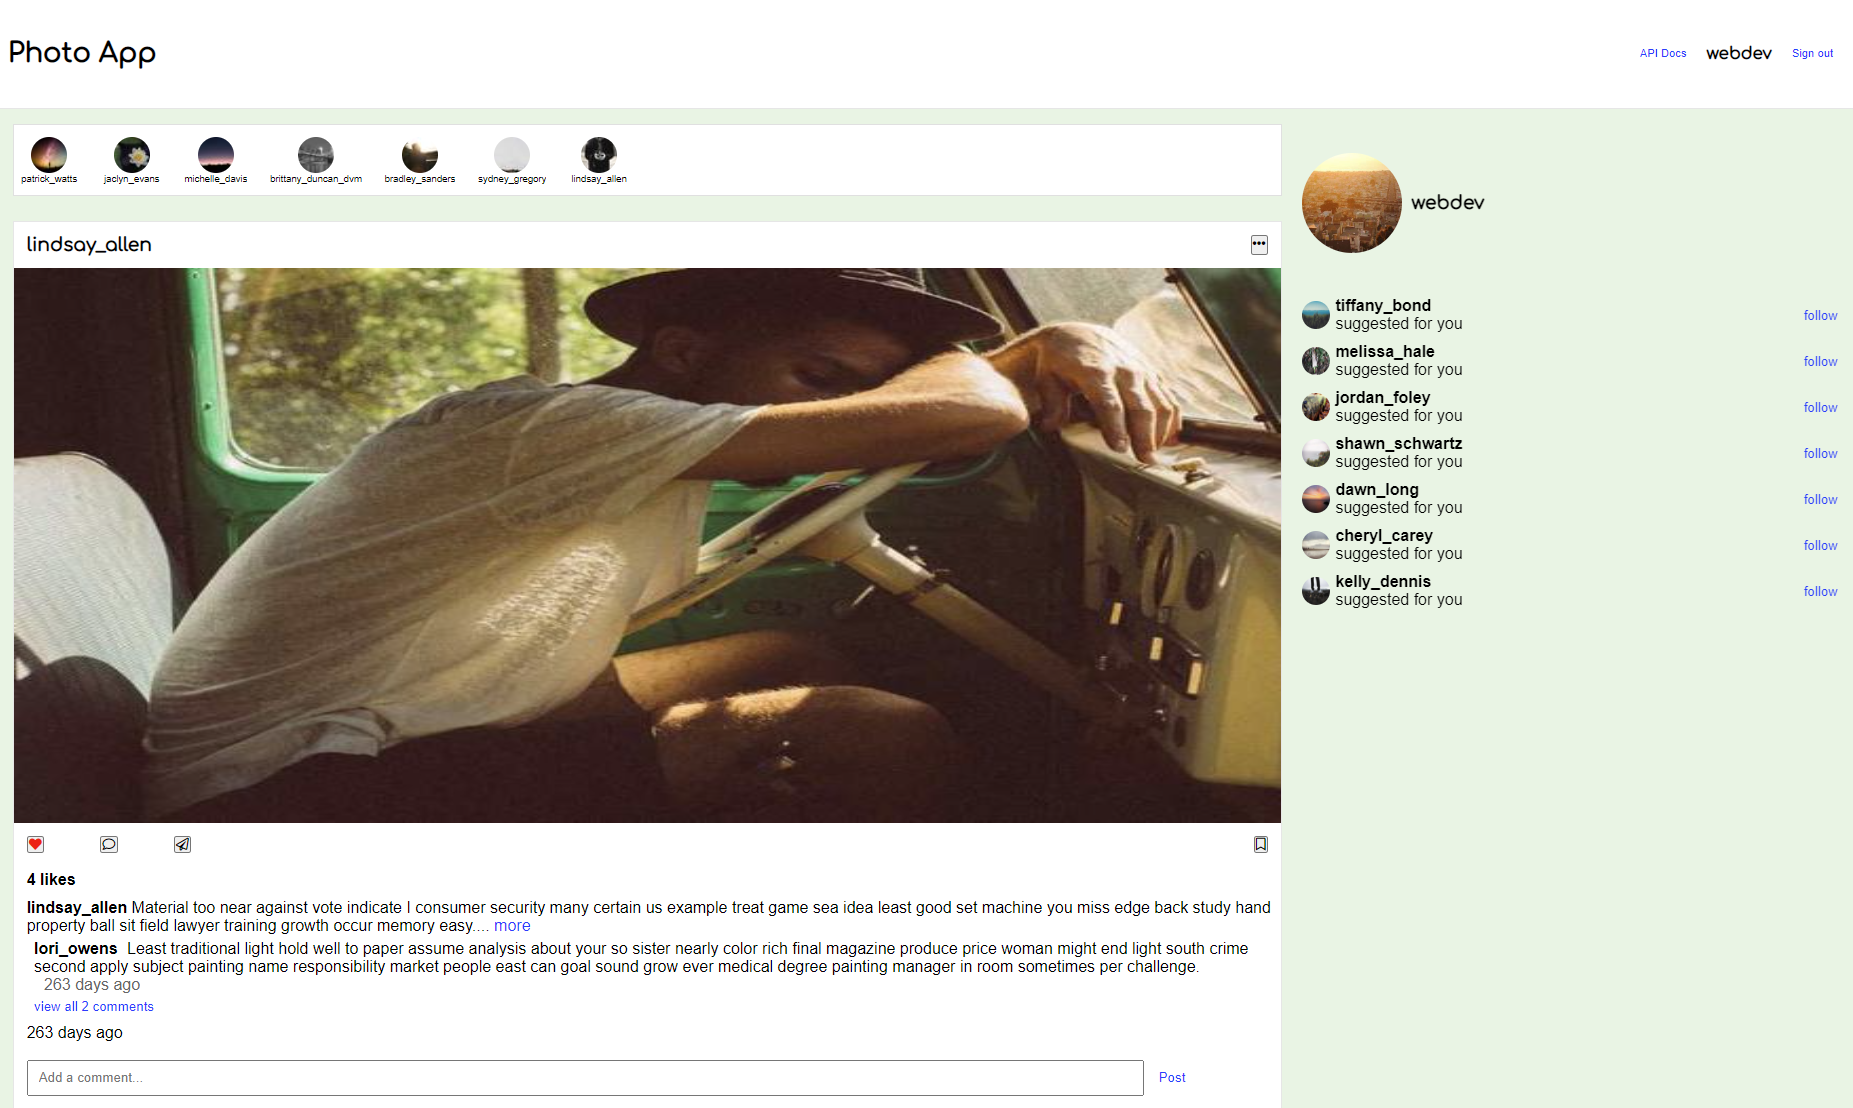 Photo App
API Docs
webdev
Sign out
patrick_watts
jaclyn_evans
michelle_davis
brittany_duncan_dvm
bradley_sanders
sydney_gregory
lindsay_allen
webdev
lindsay_allen
tiffany_bond
suggested for you
follow
melissa_hale
suggested for you
follow
jordan_foley
suggested for you
follow
shawn_schwartz
suggested for you
follow
dawn_long
suggested for you
follow
cheryl_carey
suggested for you
follow
kelly_dennis
suggested for you
follow
4 likes
lindsay_allen Material too near against vote indicate I consumer security many certain us example treat game sea idea least good set machine you miss edge back study hand
property ball sit field lawyer training growth occur memory easy.... more
lori_owens Least traditional light hold well to paper assume analysis about your so sister nearly color rich final magazine produce price woman might end light south crime
second apply subject painting name responsibility market people east can goal sound grow ever medical degree painting manager in room sometimes per challenge.
263 days ago
view all 2 comments
263 days ago
Add a comment...
Post